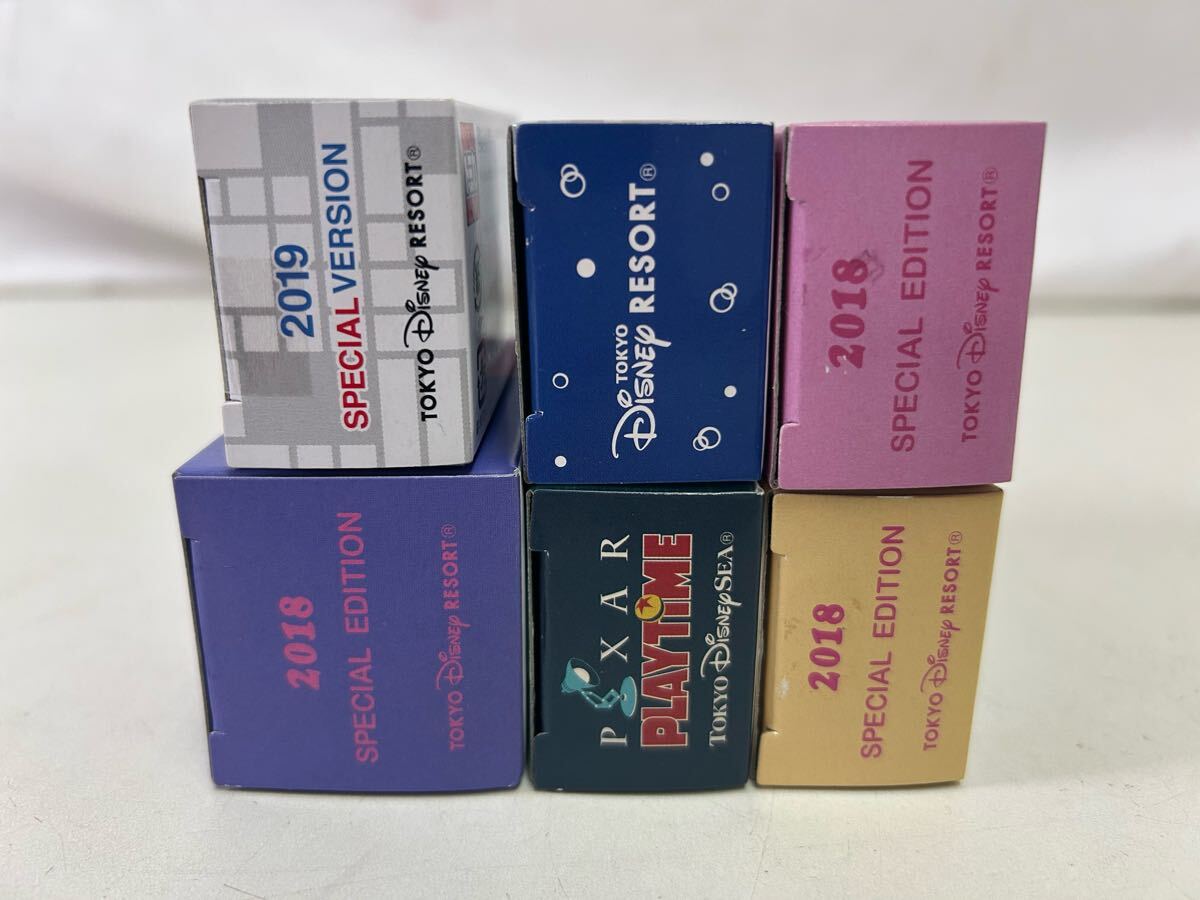 2019
SPECIAL VERSION
TOKYO DISNEY RESORT®
TOKYO
DISNEY RESORT®
2018
SPECIAL EDITION
TOKYO DISNEY RESORT®
2018
SPECIAL EDITION
TOKYO DISNEY RESORT®
PIXAR
PLAYTIME
TOKYO DISNEYSEA®
2018
SPECIAL EDITION
TOKYO DISNEY RESORT®